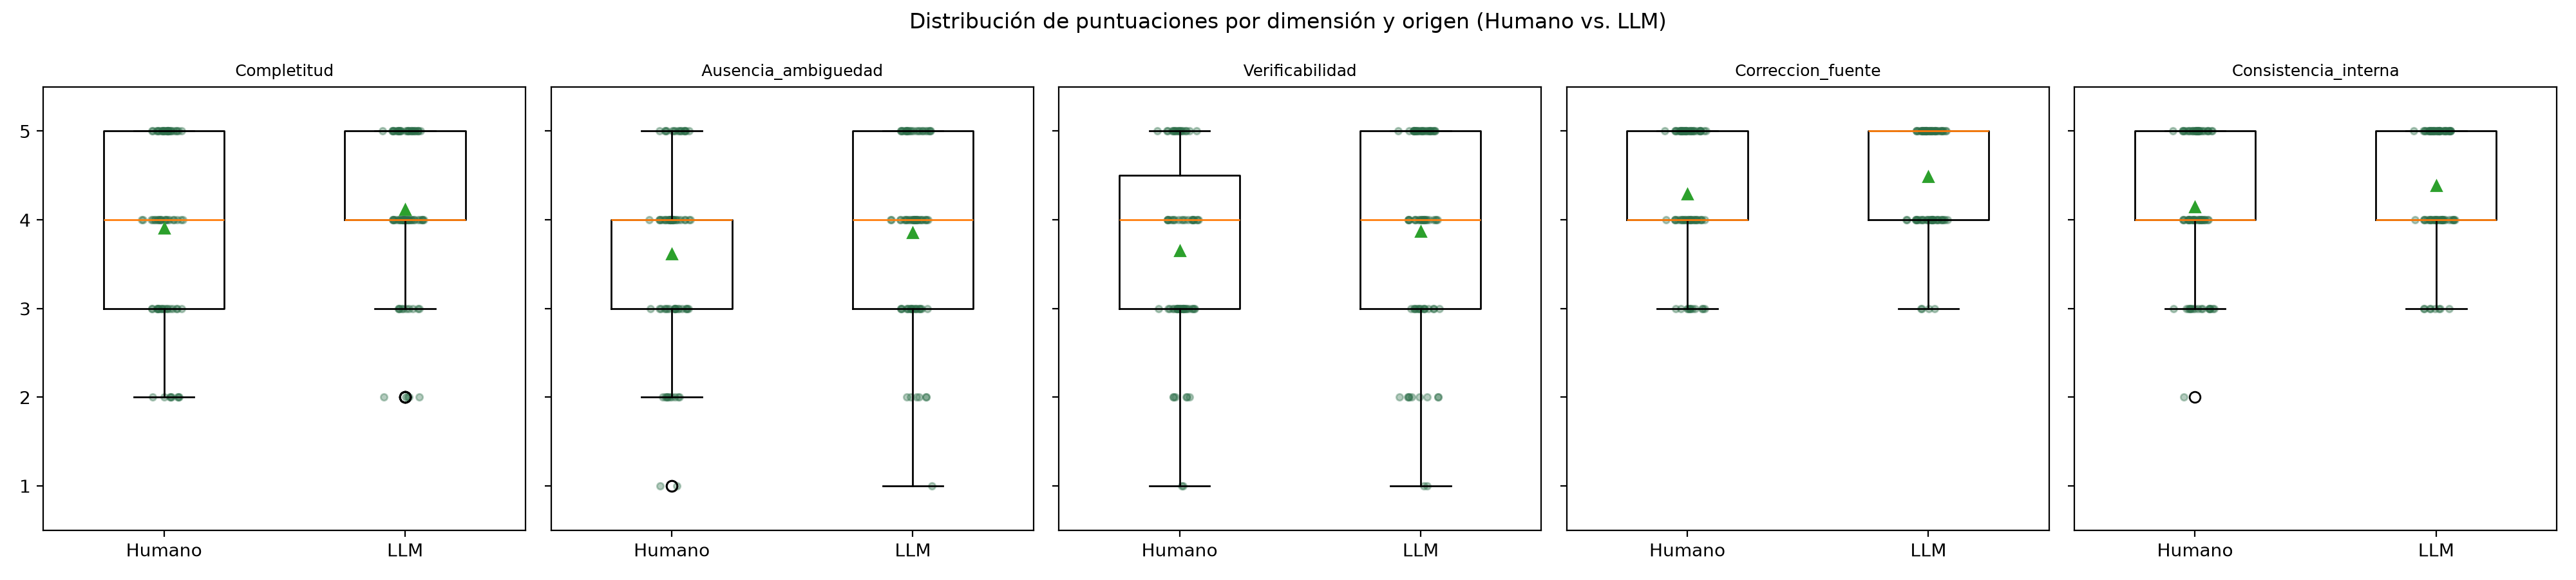 Distribución de puntuaciones por dimensión y origen (Humano vs. LLM)
Completitud
Ausencia_ambiguedad
Verificabilidad
Correccion_fuente
Consistencia_interna
5
4
3
2
1
Humano LLM
Humano LLM
Humano LLM
Humano LLM
Humano LLM